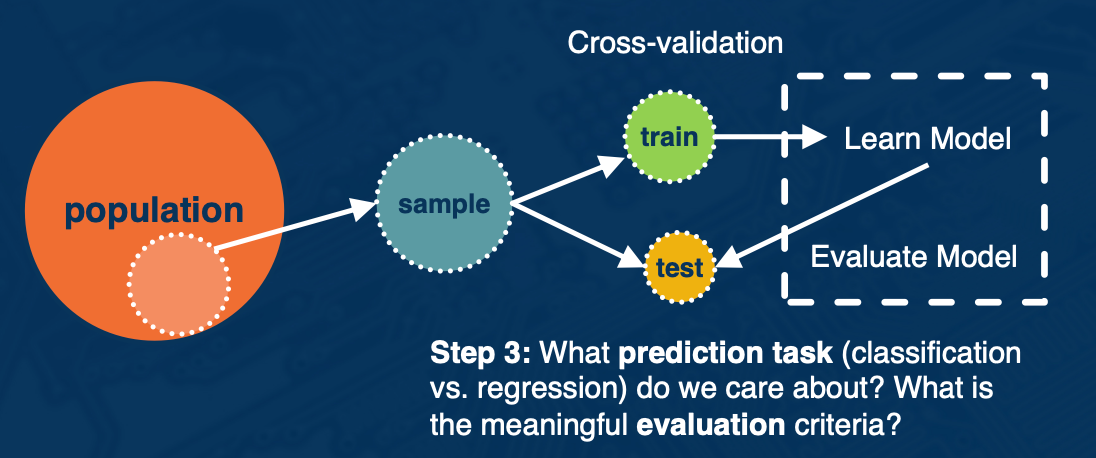 Cross-validation
population
sample
train
test
Learn Model
Evaluate Model
Step 3: What prediction task (classification
vs. regression) do we care about? What is
the meaningful evaluation criteria?